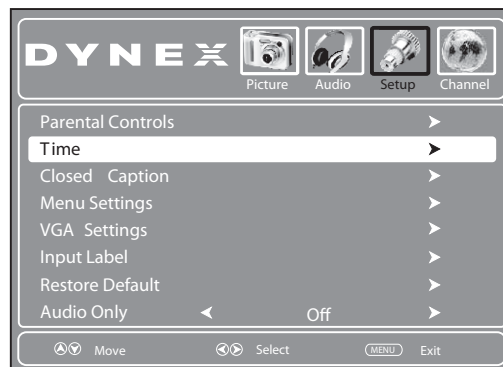 DYNEX
Picture Audio Setup Channel
Parental Controls
Time
Closed Caption
Menu Settings
VGA Settings
Input Label
Restore Default
Audio Only Off
Move Select MENU Exit